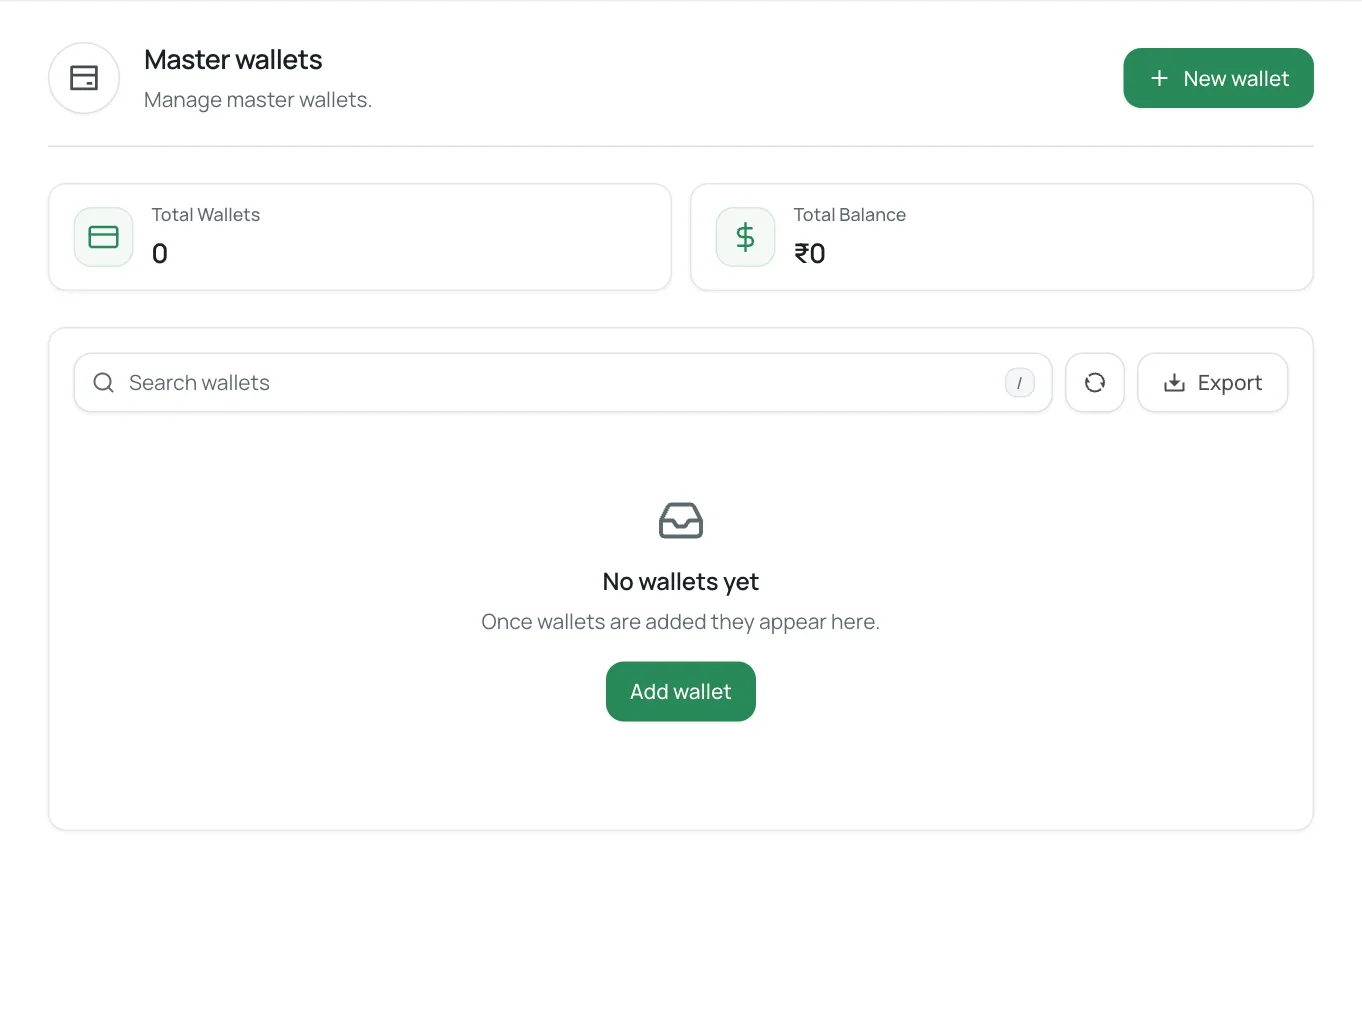 Master wallets
Manage master wallets.
New wallet
Total Wallets
0
Total Balance
₹0
Search wallets
/
Export
No wallets yet
Once wallets are added they appear here.
Add wallet